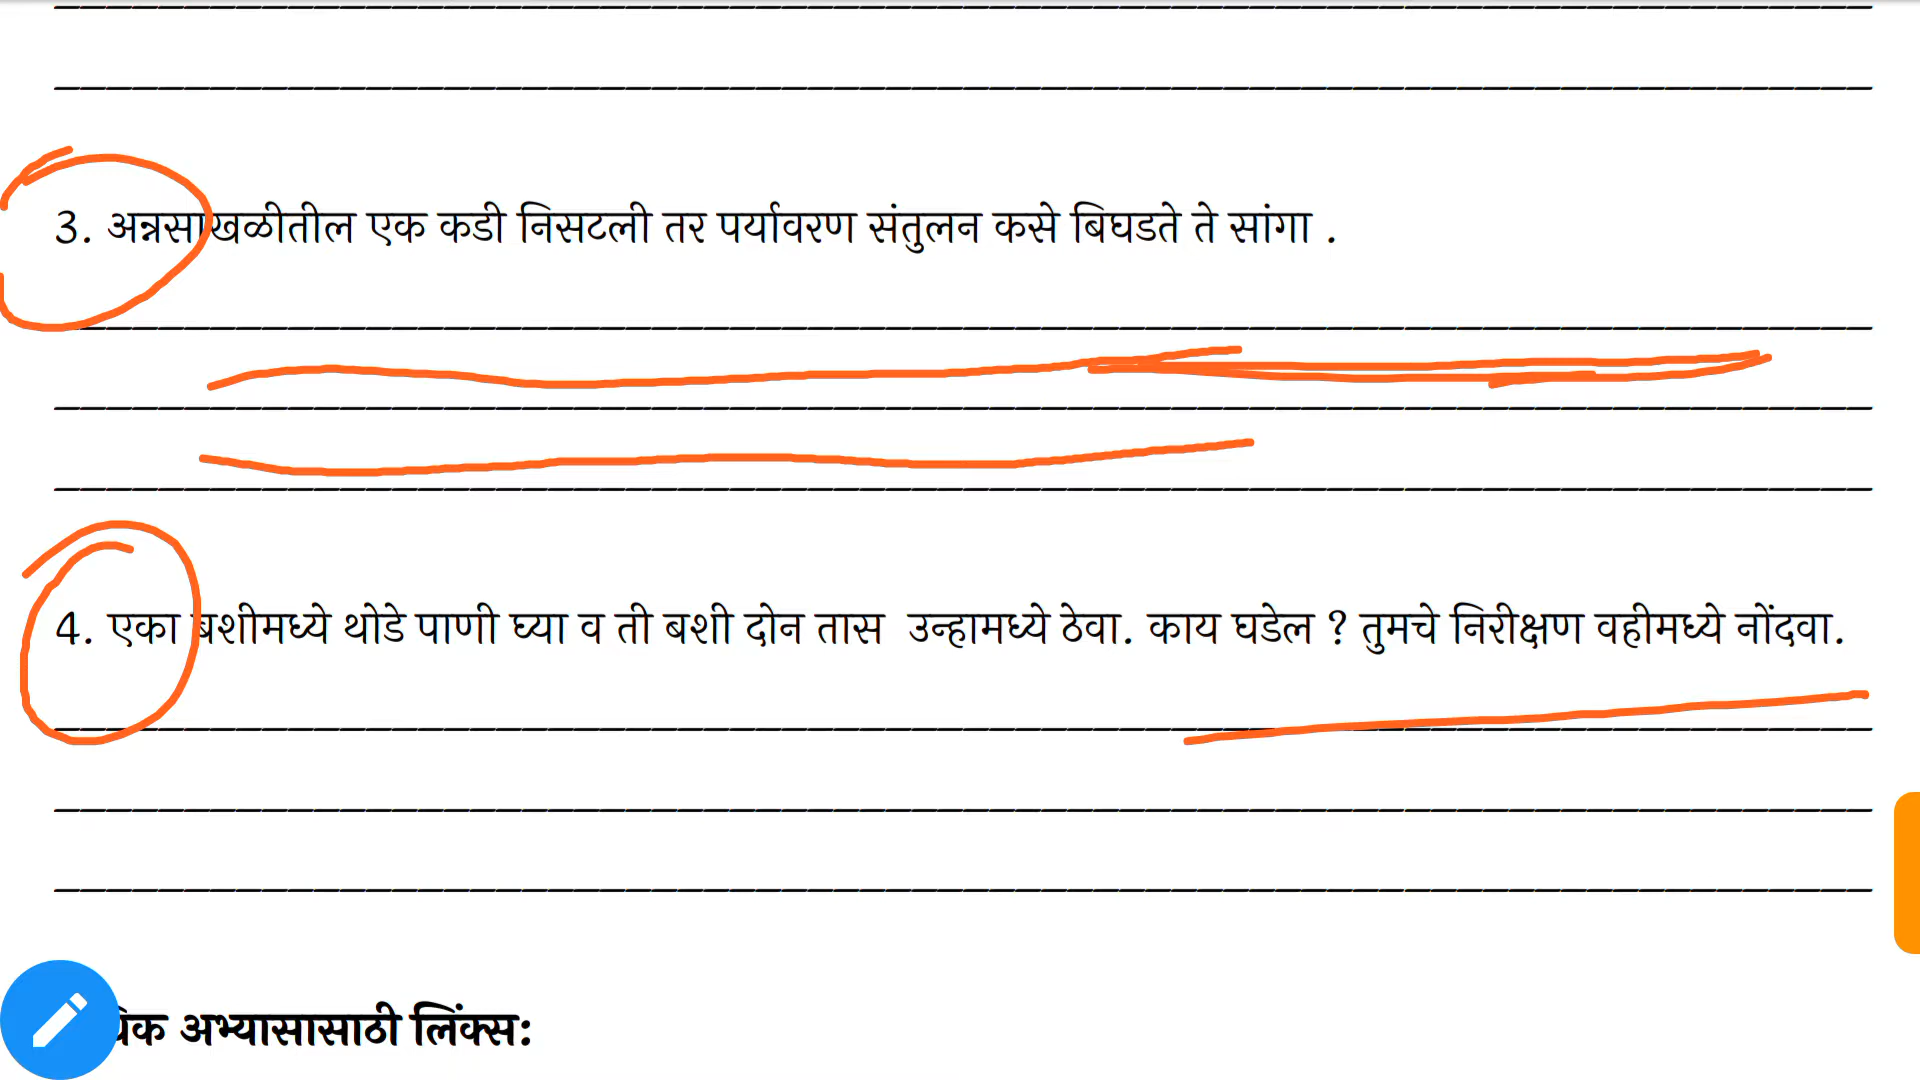 3. अन्नसाखळीतील एक कडी निसटली तर पर्यावरण संतुलन कसे बिघडते ते सांगा .
4. एका बशीमध्ये थोडे पाणी घ्या व ती बशी दोन तास उन्हामध्ये ठेवा. काय घडेल ? तुमचे निरीक्षण वहीमध्ये नोंदवा.
अभ्यासासाठी लिंक्स: